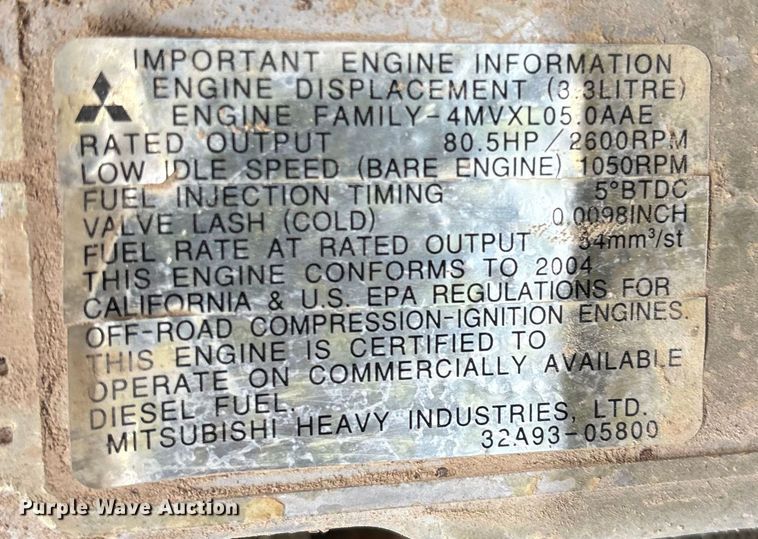 IMPORTANT ENGINE INFORMATION
ENGINE DISPLACEMENT (3.3LITRE)
ENGINE FAMILY-4MVXL05.0AAE
RATED OUTPUT 80.5HP/2600RPM
LOW IDLE SPEED (BARE ENGINE) 1050RPM
FUEL INJECTION TIMING 5°BTDC
VALVE LASH (COLD) 0.0098INCH
FUEL RATE AT RATED OUTPUT 54mm³/st
THIS ENGINE CONFORMS TO 2004
CALIFORNIA & U.S. EPA REGULATIONS FOR
OFF-ROAD COMPRESSION-IGNITION ENGINES.
THIS ENGINE IS CERTIFIED TO
OPERATE ON COMMERCIALLY AVAILABLE
DIESEL FUEL.
MITSUBISHI HEAVY INDUSTRIES, LTD.
32A93-05800
Purple Wave Auction